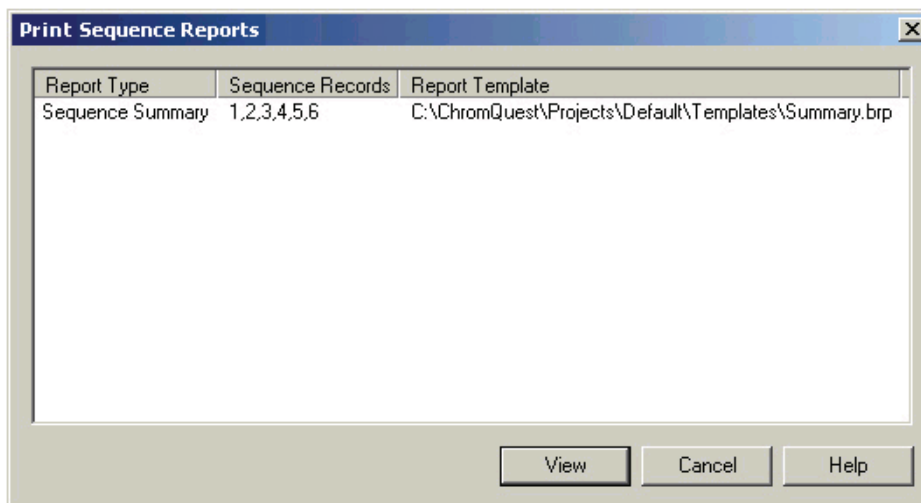 Print Sequence Reports
Report Type Sequence Records Report Template
Sequence Summary 1,2,3,4,5,6 C:\ChromQuest\Projects\Default\Templates\Summary.brp
View Cancel Help